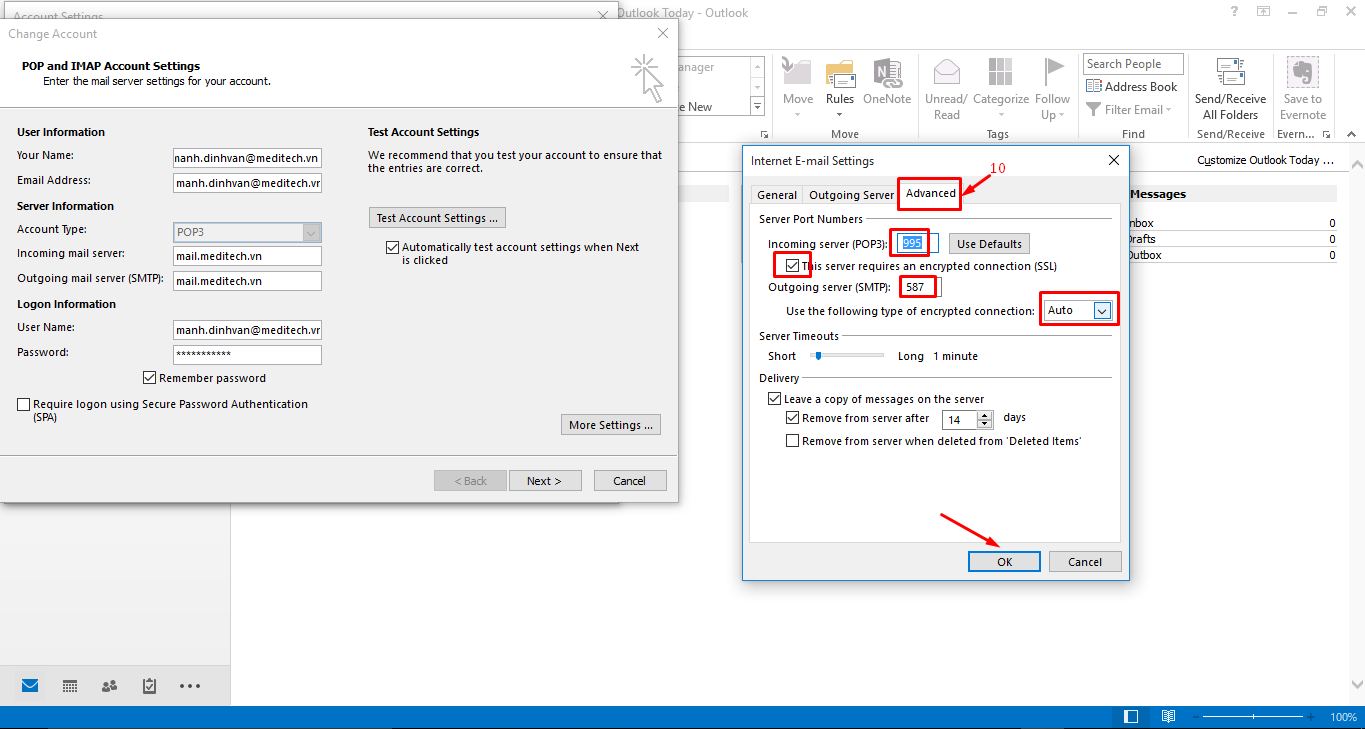 Account Settings
Outlook Today - Outlook
Change Account
POP and IMAP Account Settings
Enter the mail server settings for your account.
User Information
Your Name:
manh.dinhvan@meditech.vn
Email Address:
manh.dinhvan@meditech.vn
Server Information
Account Type:
POP3
Incoming mail server:
mail.meditech.vn
Outgoing mail server (SMTP):
mail.meditech.vn
Logon Information
User Name:
manh.dinhvan@meditech.vn
Password:
***********
Remember password
Require logon using Secure Password Authentication
(SPA)
Test Account Settings
We recommend that you test your account to ensure that
the entries are correct.
Test Account Settings ...
Automatically test account settings when Next
is clicked
More Settings ...
< Back
Next >
Cancel
anager
e New
Move
Rules
OneNote
Move
Unread/
Read
Categorize
Follow
Up
Tags
Search People
Address Book
Filter Email
Find
Send/Receive
All Folders
Send/Receive
Save to
Evernote
Evern...
Customize Outlook Today ...
Messages
Inbox 0
Drafts 0
Outbox 0
Internet E-mail Settings
10
General
Outgoing Server
Advanced
Server Port Numbers
Incoming server (POP3): 995
Use Defaults
This server requires an encrypted connection (SSL)
Outgoing server (SMTP): 587
Use the following type of encrypted connection: Auto
Server Timeouts
Short
Long 1 minute
Delivery
Leave a copy of messages on the server
Remove from server after 14 days
Remove from server when deleted from 'Deleted Items'
OK
Cancel
100%